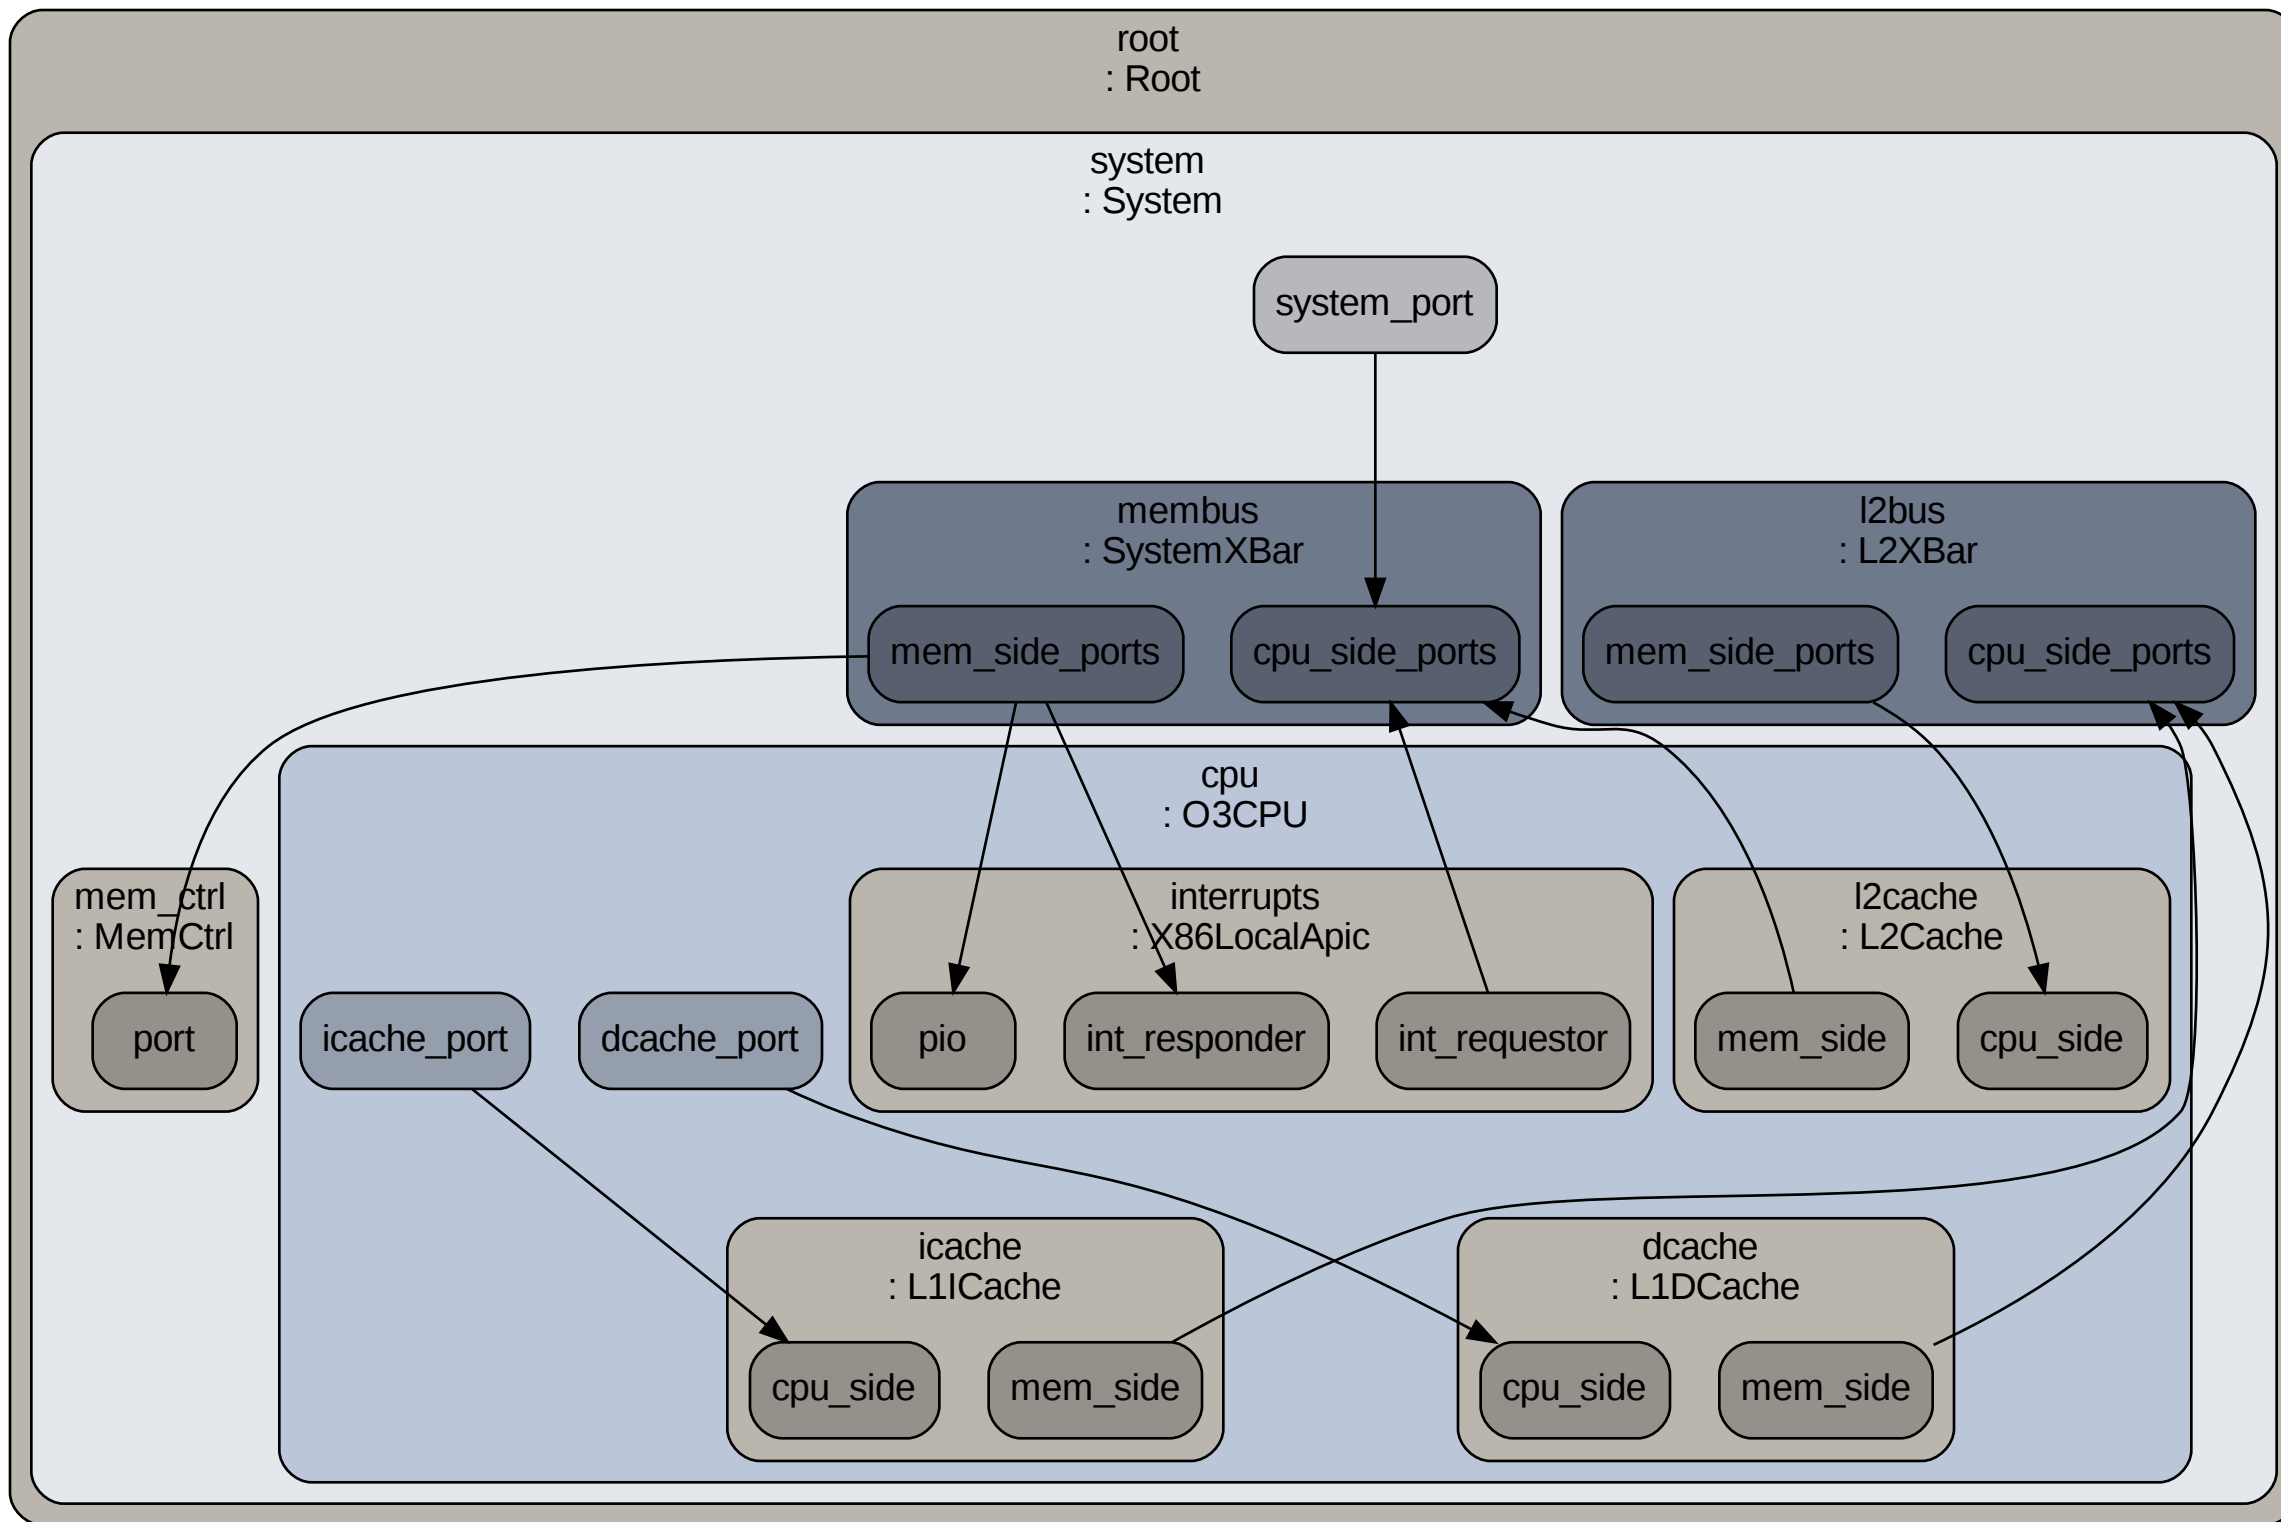 root
: Root
system
: System
system_port
membus
: SystemXBar
l2bus
: L2XBar
mem_side_ports
cpu_side_ports
mem_side_ports
cpu_side_ports
cpu
: O3CPU
mem_ctrl
: MemCtrl
interrupts
: X86LocalApic
l2cache
: L2Cache
port
icache_port
dcache_port
pio
int_responder
int_requestor
mem_side
cpu_side
icache
: L1ICache
dcache
: L1DCache
cpu_side
mem_side
cpu_side
mem_side